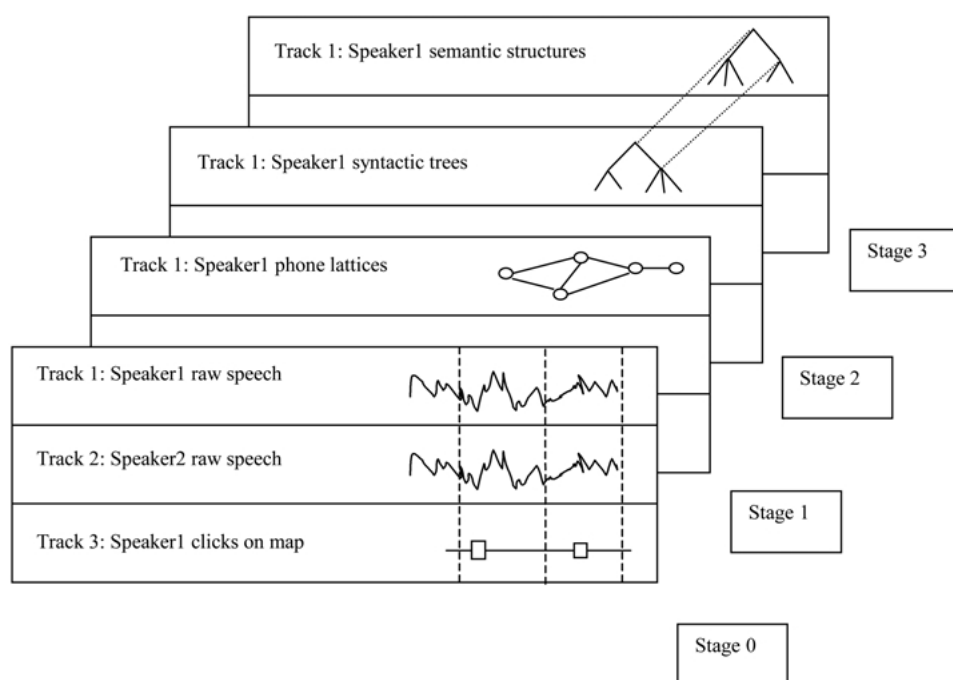 Track 1: Speaker1 semantic structures
Track 1: Speaker1 syntactic trees
Stage 3
Track 1: Speaker1 phone lattices
Stage 2
Track 1: Speaker1 raw speech
Track 2: Speaker2 raw speech
Stage 1
Track 3: Speaker1 clicks on map
Stage 0